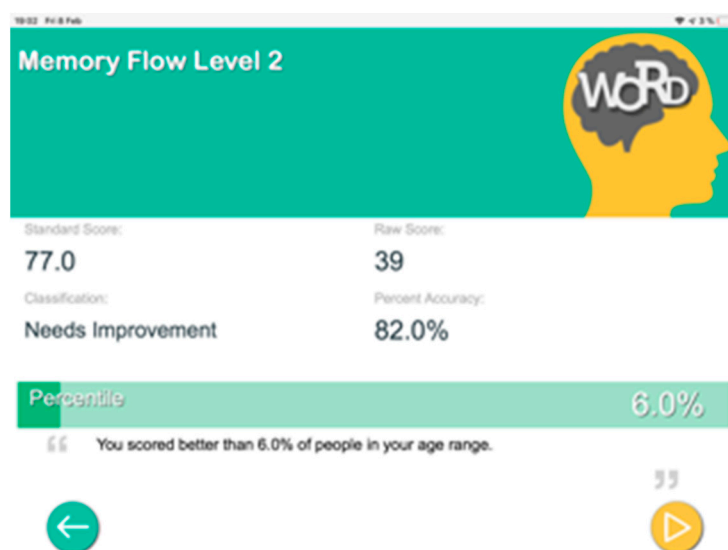 19:02 Fri 8 Feb
3%
Memory Flow Level 2
WORD
Standard Score:
Raw Score:
77.0
39
Classification:
Percent Accuracy:
Needs Improvement
82.0%
Percentile
6.0%
“ You scored better than 6.0% of people in your age range.
”